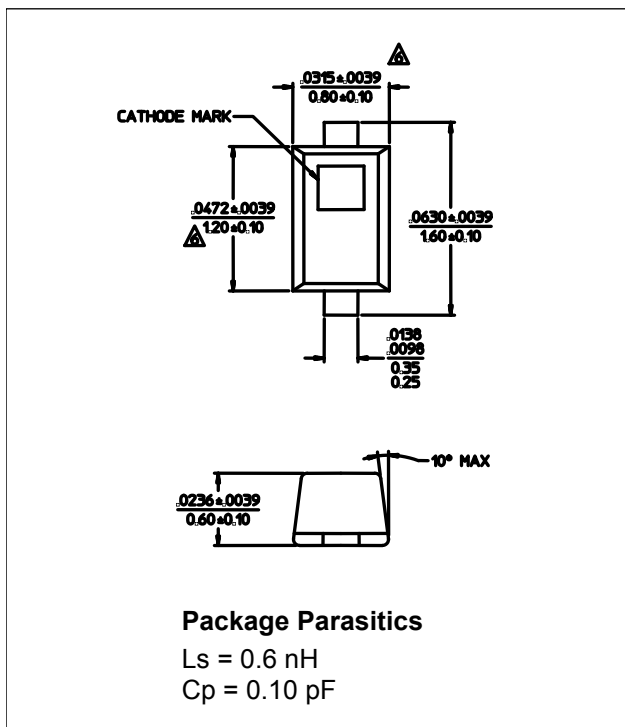 6
.0315±.0039
0.80±0.10
CATHODE MARK
.0472±.0039
1.20±0.10
6
.0630±.0039
1.60±0.10
.0138
.0098
0.35
0.25
10° MAX
.0236±.0039
0.60±0.10
Package Parasitics
Ls = 0.6 nH
Cp = 0.10 pF